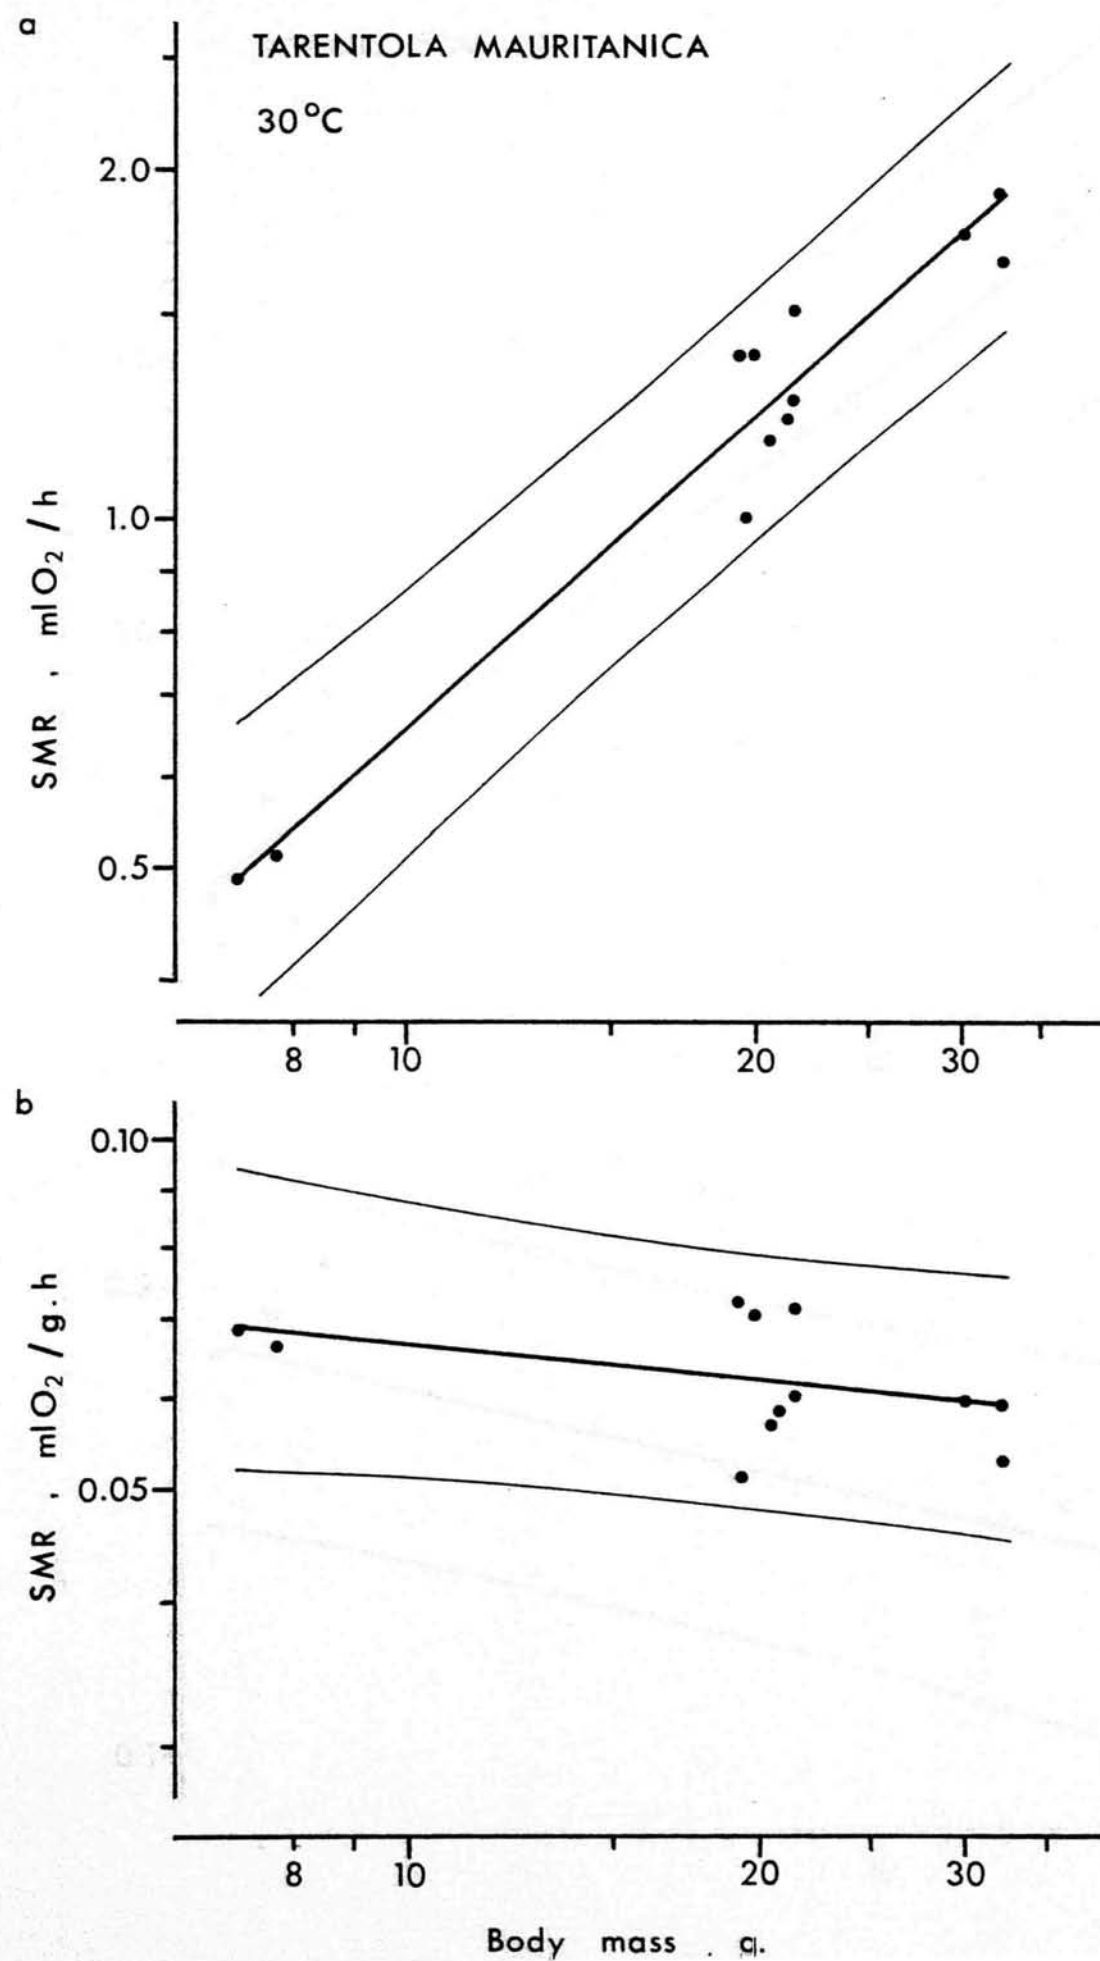 a
TARENTOLA MAURITANICA
30°C
2.0
1.0
0.5
SMR , mlO₂/h
8 10 20 30
b
0.10
0.05
SMR , mlO₂/g.h
8 10 20 30
Body mass . g.